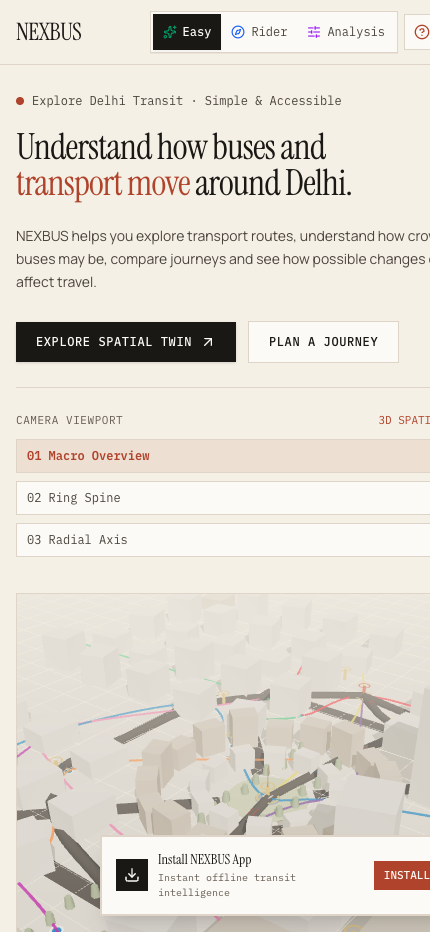 NEXBUS
Easy
Rider
Analysis
Explore Delhi Transit · Simple & Accessible
Understand how buses and
transport move around Delhi.
NEXBUS helps you explore transport routes, understand how
buses may be, compare journeys and see how possible changes
affect travel.
EXPLORE SPATIAL TWIN
PLAN A JOURNEY
CAMERA VIEWPORT
3D
01 Macro Overview
02 Ring Spine
03 Radial Axis
Install NEXBUS App
Instant offline transit
intelligence
INSTALL